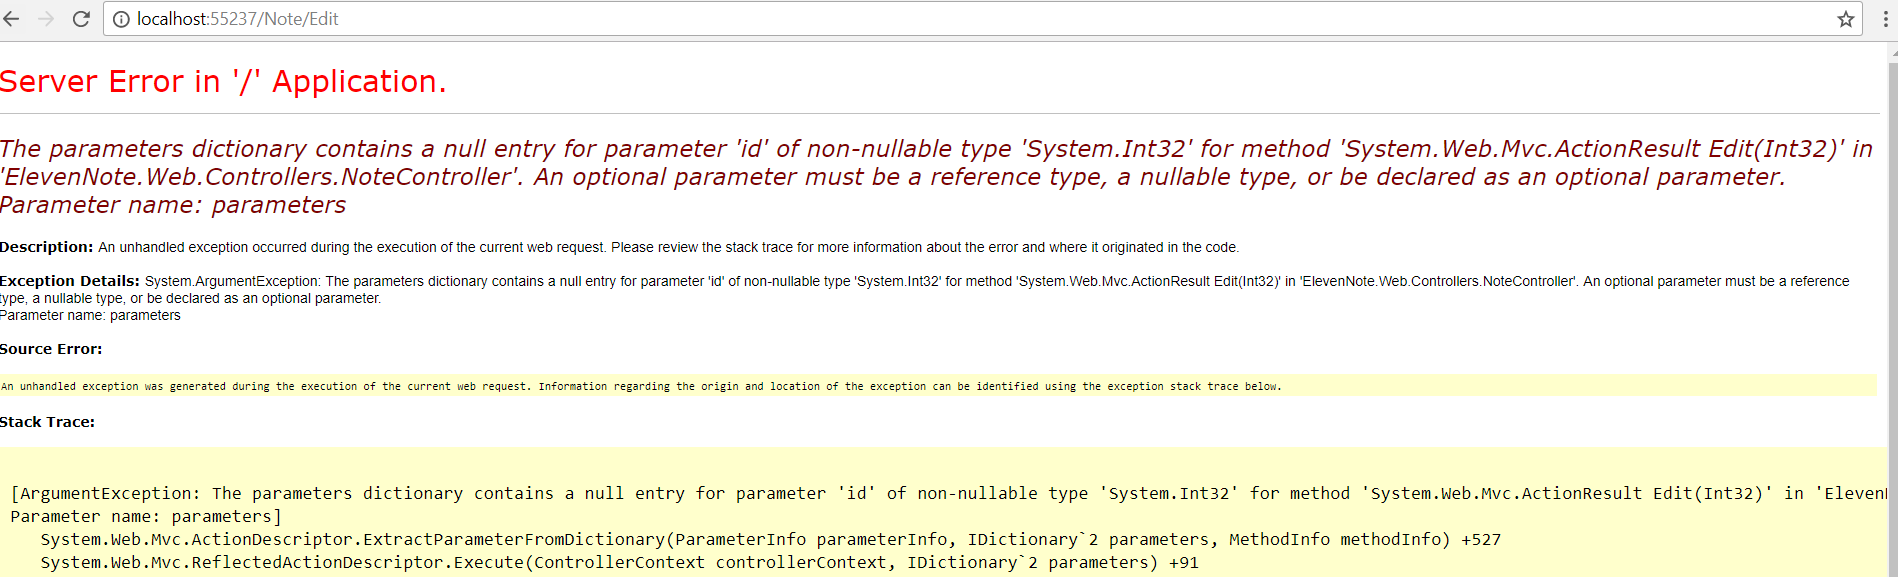 localhost:55237/Note/Edit
Server Error in '/' Application.
The parameters dictionary contains a null entry for parameter 'id' of non-nullable type 'System.Int32' for method 'System.Web.Mvc.ActionResult Edit(Int32)' in
'ElevenNote.Web.Controllers.NoteController'. An optional parameter must be a reference type, a nullable type, or be declared as an optional parameter.
Parameter name: parameters
Description: An unhandled exception occurred during the execution of the current web request. Please review the stack trace for more information about the error and where it originated in the code.
Exception Details: System.ArgumentException: The parameters dictionary contains a null entry for parameter 'id' of non-nullable type 'System.Int32' for method 'System.Web.Mvc.ActionResult Edit(Int32)' in 'ElevenNote.Web.Controllers.NoteController'. An optional parameter must be a reference
type, a nullable type, or be declared as an optional parameter.
Parameter name: parameters
Source Error:
An unhandled exception was generated during the execution of the current web request. Information regarding the origin and location of the exception can be identified using the exception stack trace below.
Stack Trace:
[ArgumentException: The parameters dictionary contains a null entry for parameter 'id' of non-nullable type 'System.Int32' for method 'System.Web.Mvc.ActionResult Edit(Int32)' in 'Eleven
Parameter name: parameters]
System.Web.Mvc.ActionDescriptor.ExtractParameterFromDictionary(ParameterInfo parameterInfo, IDictionary`2 parameters, MethodInfo methodInfo) +527
System.Web.Mvc.ReflectedActionDescriptor.Execute(ControllerContext controllerContext, IDictionary`2 parameters) +91